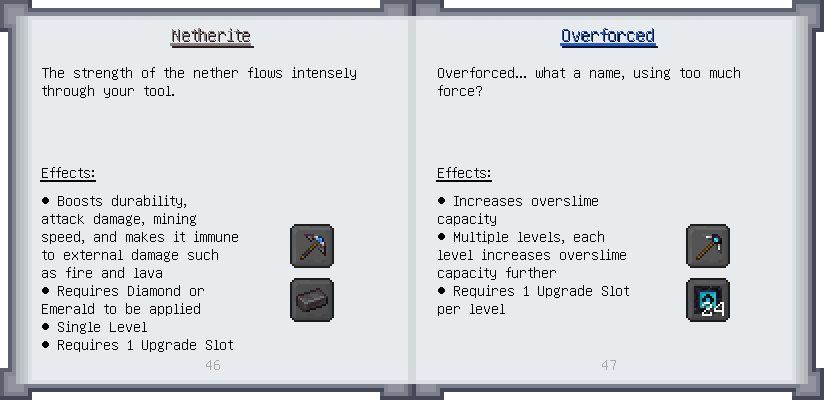 Netherite
The strength of the nether flows intensely
through your tool.
Effects:
● Boosts durability,
attack damage, mining
speed, and makes it immune
to external damage such
as fire and lava
● Requires Diamond or
Emerald to be applied
● Single Level
● Requires 1 Upgrade Slot
46
Overforced
Overforced... what a name, using too much
force?
Effects:
● Increases overslime
capacity
● Multiple levels, each
level increases overslime
capacity further
● Requires 1 Upgrade Slot
per level
24
47